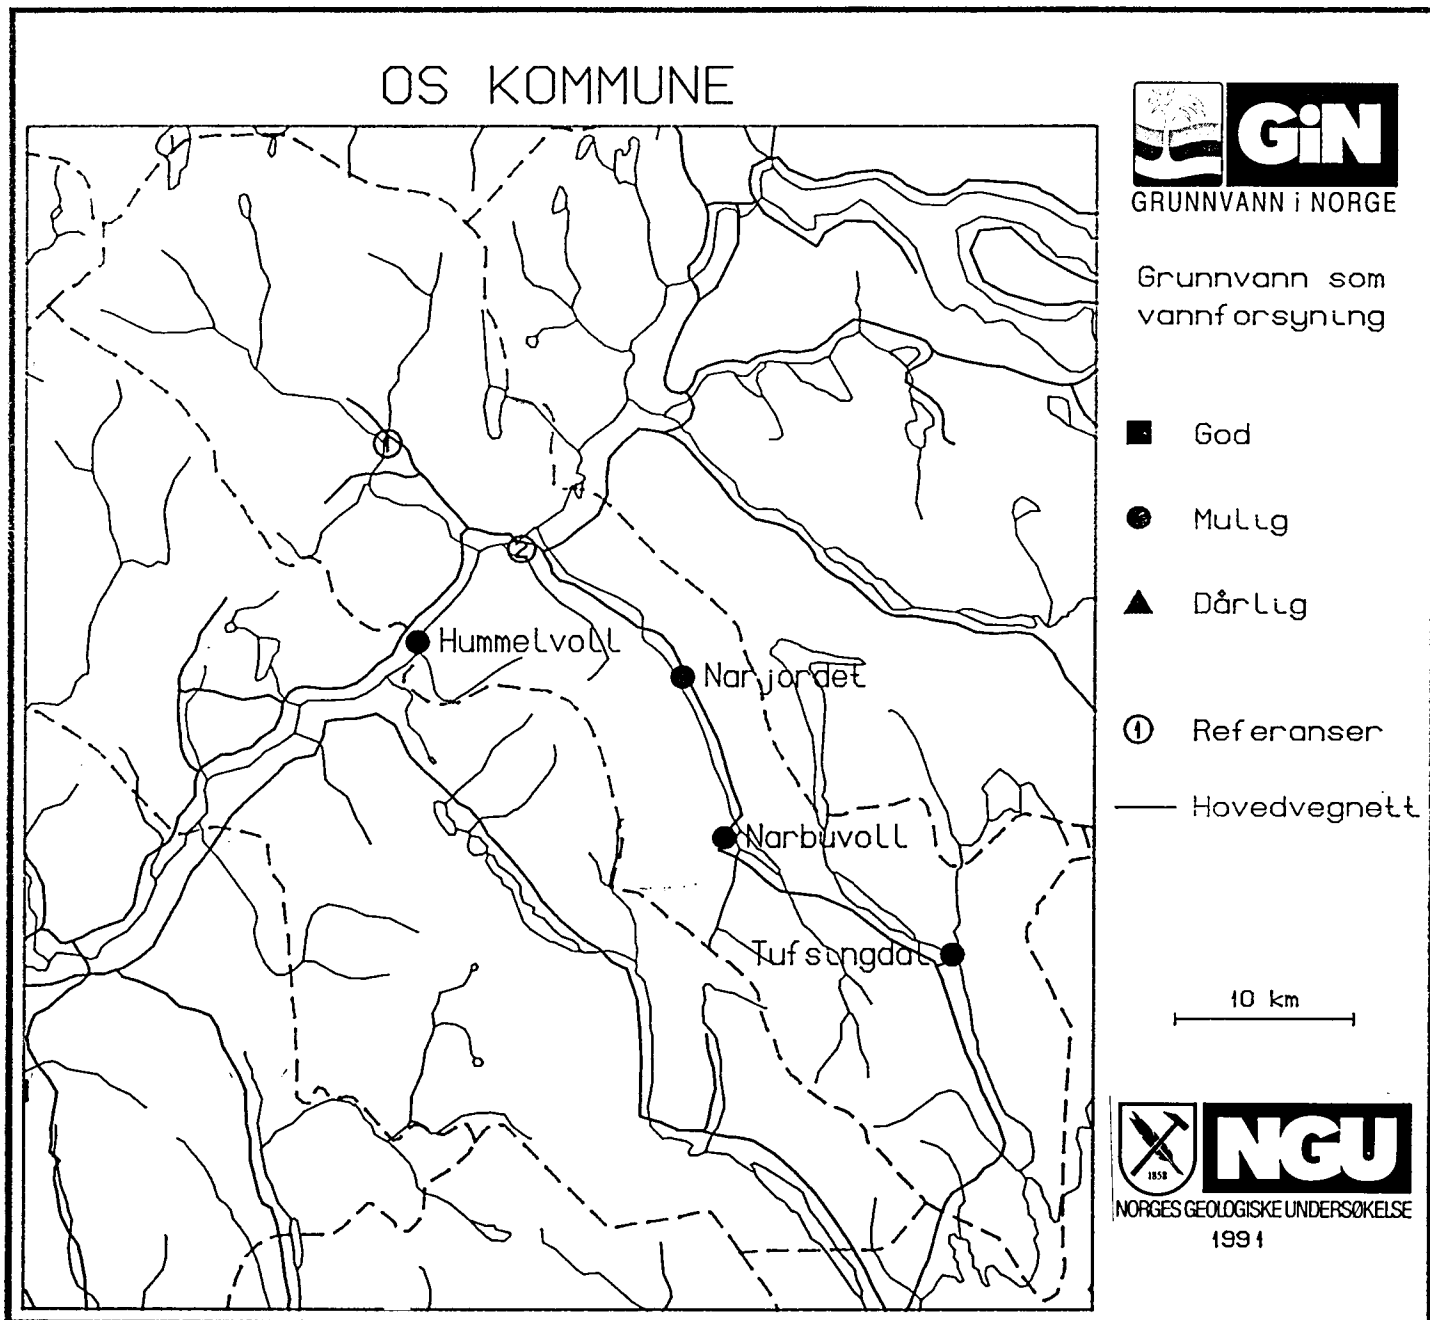 OS KOMMUNE
GiN
GRUNNVANN i NORGE
Grunnvann som
vannforsyning
God
Mulig
Dårlig
1 Referanser
Hovedvegnett
1
2
Hummelvoll
Narjordet
Narbuvoll
Tufsingdal
10 km
1858
NGU
NORGES GEOLOGISKE UNDERSØKELSE
1991